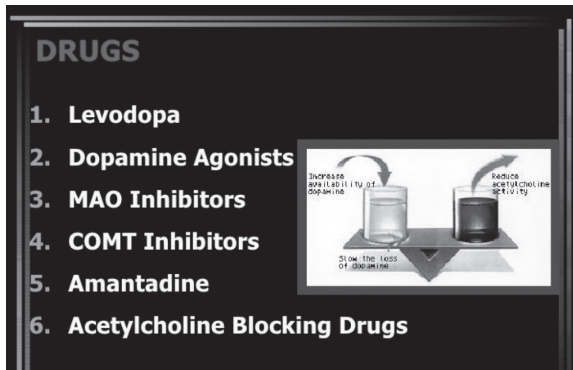 DRUGS
1. Levodopa
2. Dopamine Agonists
3. MAO Inhibitors
4. COMT Inhibitors
5. Amantadine
6. Acetylcholine Blocking Drugs
Increase
availability of
dopamine
Reduce
acetylcholine
activity
Slow the loss
of dopamine